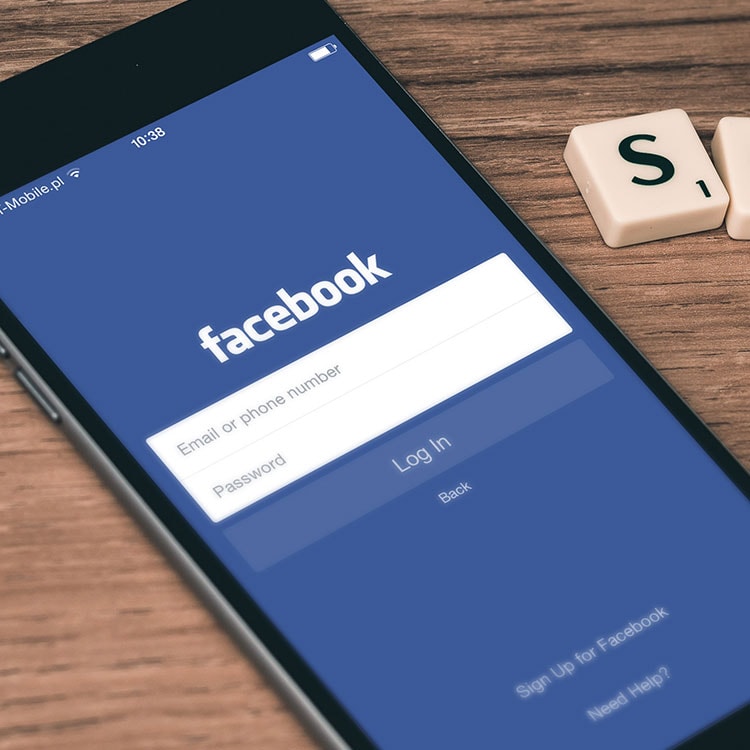 -Mobile.pl
10:38
facebook
Email or phone number
Password
Log In
Back
Sign Up for Facebook
Need Help?
S
1